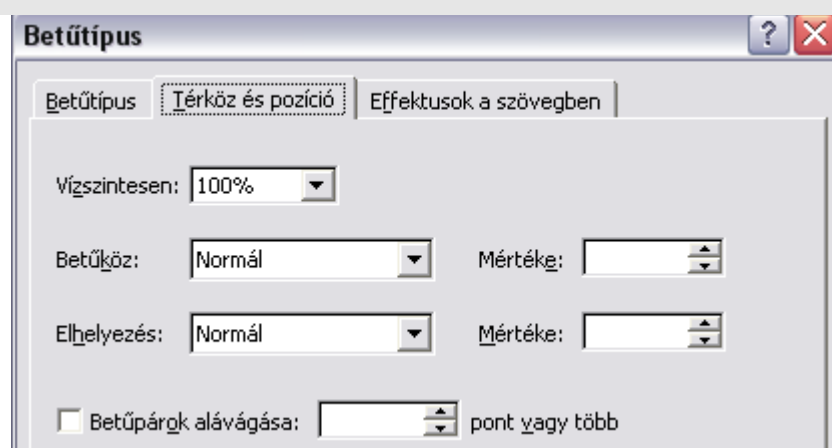 Betűtípus
Betűtípus Térköz és pozíció Effektusok a szövegben
Vízszintesen: 100%
Betűköz: Normál Mértéke:
Elhelyezés: Normál Mértéke:
Betűpárok alávágása: pont vagy több